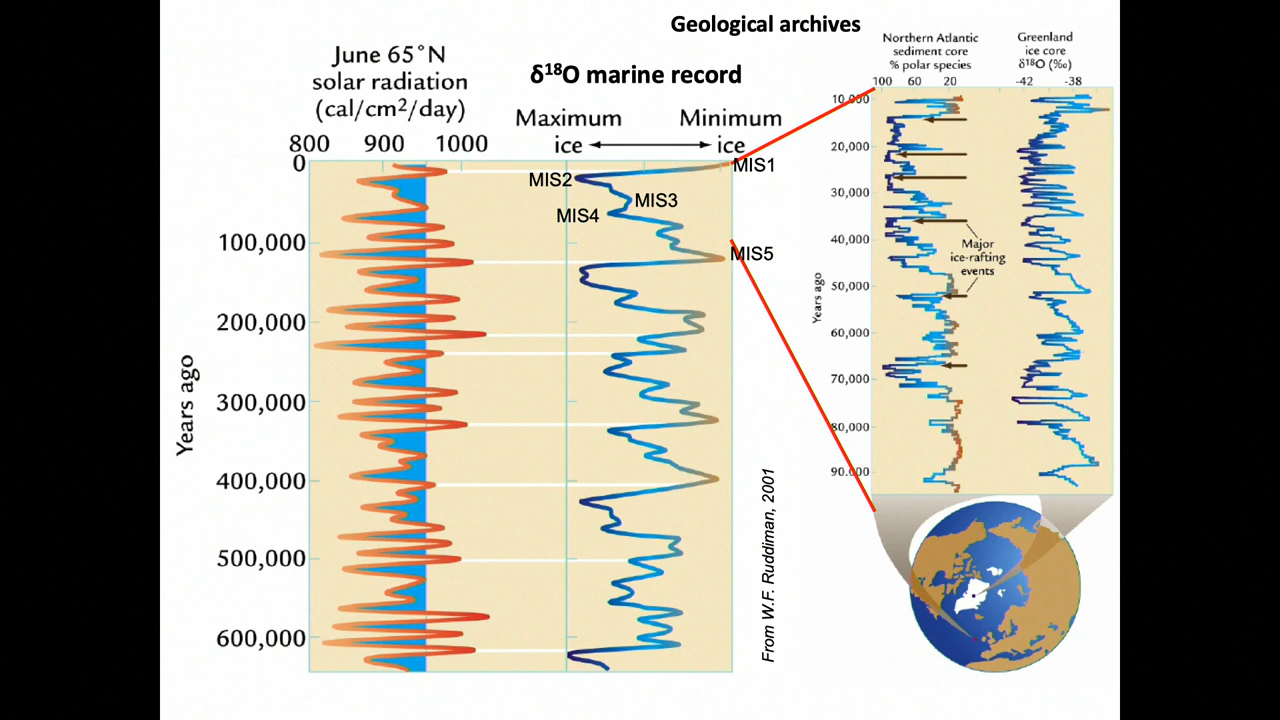 Geological archives
June 65°N
solar radiation
(cal/cm²/day)
800 900 1000
δ¹⁸O marine record
Maximum Minimum
ice ice
Years ago
0
100,000
200,000
300,000
400,000
500,000
600,000
MIS1
MIS2
MIS3
MIS4
MIS5
From W.F. Ruddiman, 2001
Northern Atlantic
sediment core
% polar species
100 60 20
Greenland
ice core
δ¹⁸O (‰)
-42 -38
Years ago
10,000
20,000
30,000
40,000
50,000
60,000
70,000
80,000
90.000
Major
ice-rafting
events